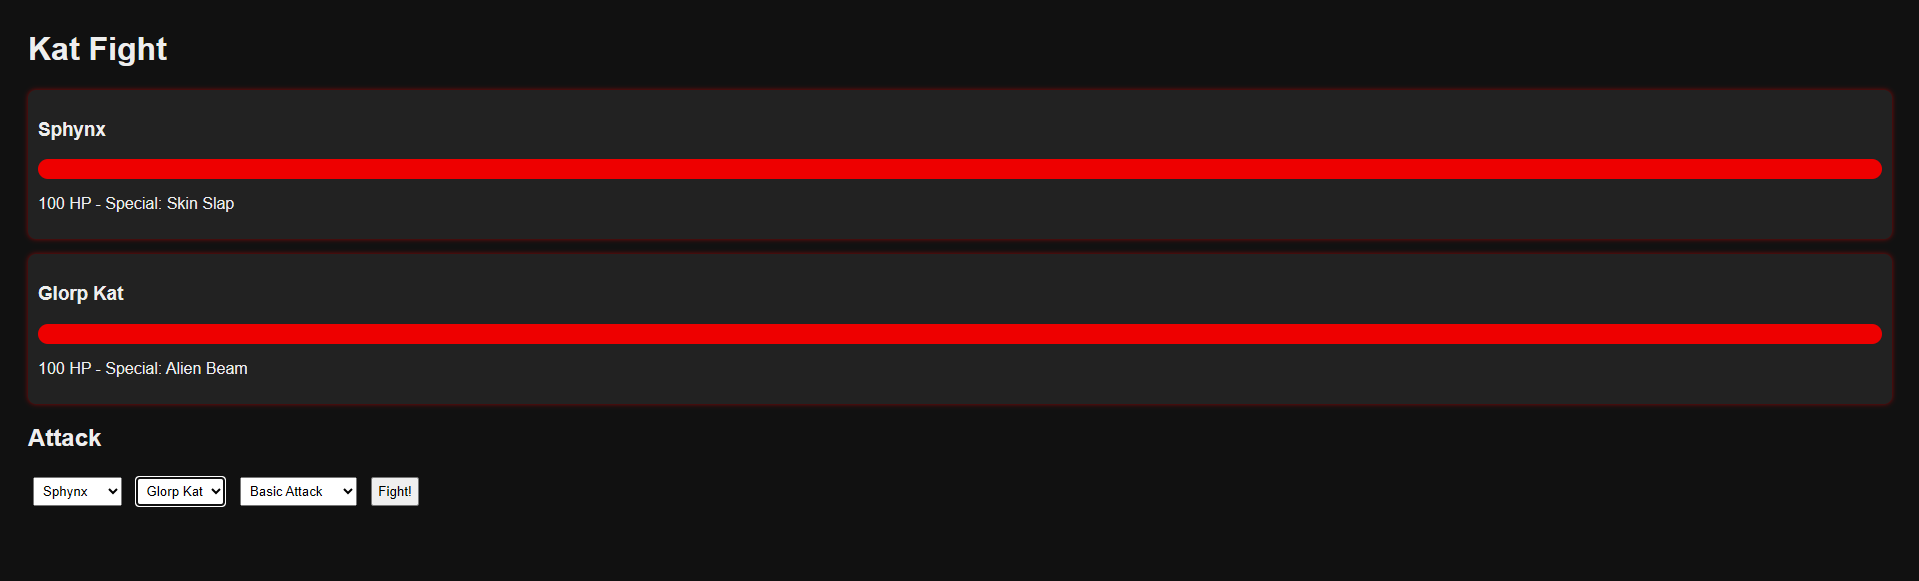 Kat Fight
Sphynx
100 HP - Special: Skin Slap
Glorp Kat
100 HP - Special: Alien Beam
Attack
Sphynx Glorp Kat Basic Attack Fight!